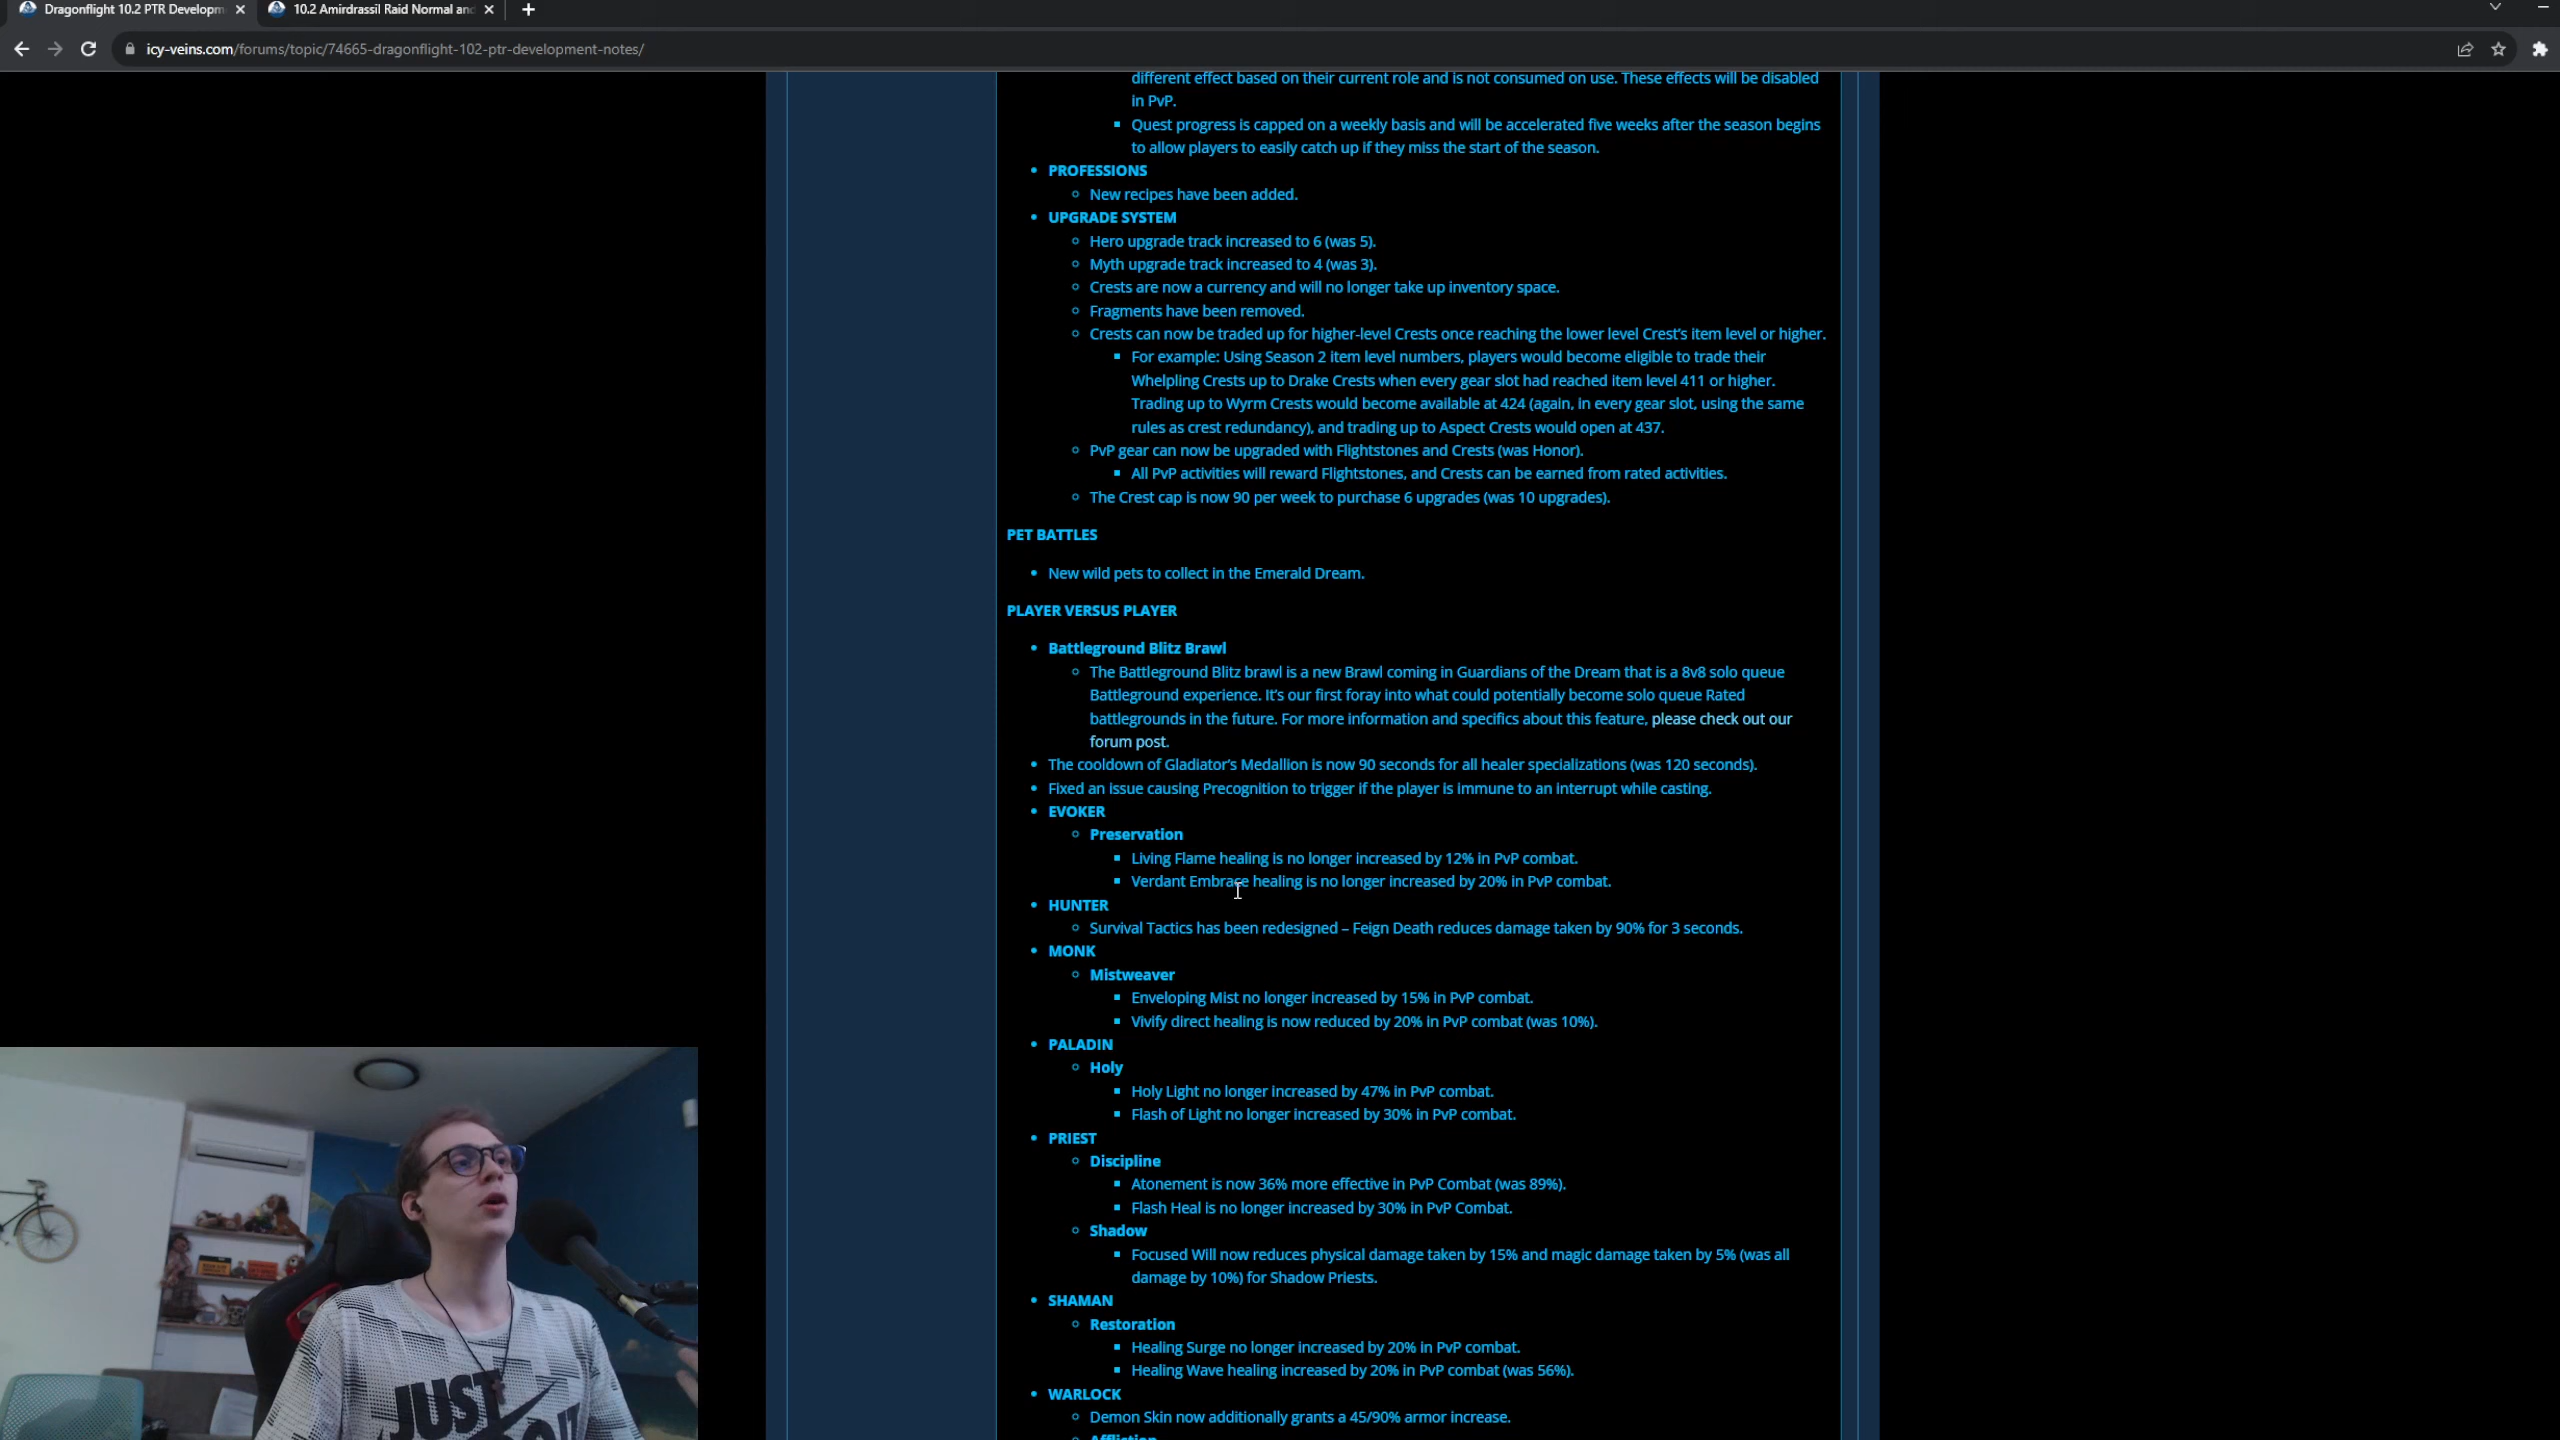 Dragonflight 10.2 PTR Developm
10.2 Amirdrassil Raid Normal and
icy-veins.com/forums/topic/74665-dragonflight-102-ptr-development-notes/
different effect based on their current role and is not consumed on use. These effects will be disabled
in PvP.
Quest progress is capped on a weekly basis and will be accelerated five weeks after the season begins
to allow players to easily catch up if they miss the start of the season.
PROFESSIONS
New recipes have been added.
UPGRADE SYSTEM
Hero upgrade track increased to 6 (was 5).
Myth upgrade track increased to 4 (was 3).
Crests are now a currency and will no longer take up inventory space.
Fragments have been removed.
Crests can now be traded up for higher-level Crests once reaching the lower level Crest's item level or higher.
For example: Using Season 2 item level numbers, players would become eligible to trade their
Whelpling Crests up to Drake Crests when every gear slot had reached item level 411 or higher.
Trading up to Wyrm Crests would become available at 424 (again, in every gear slot, using the same
rules as crest redundancy), and trading up to Aspect Crests would open at 437.
PvP gear can now be upgraded with Flightstones and Crests (was Honor).
All PvP activities will reward Flightstones, and Crests can be earned from rated activities.
The Crest cap is now 90 per week to purchase 6 upgrades (was 10 upgrades).
PET BATTLES
New wild pets to collect in the Emerald Dream.
PLAYER VERSUS PLAYER
Battleground Blitz Brawl
The Battleground Blitz brawl is a new Brawl coming in Guardians of the Dream that is a 8v8 solo queue
Battleground experience. It's our first foray into what could potentially become solo queue Rated
battlegrounds in the future. For more information and specifics about this feature, please check out our
forum post.
The cooldown of Gladiator's Medallion is now 90 seconds for all healer specializations (was 120 seconds).
Fixed an issue causing Precognition to trigger if the player is immune to an interrupt while casting.
EVOKER
Preservation
Living Flame healing is no longer increased by 12% in PvP combat.
Verdant Embrace healing is no longer increased by 20% in PvP combat.
HUNTER
Survival Tactics has been redesigned – Feign Death reduces damage taken by 90% for 3 seconds.
MONK
Mistweaver
Enveloping Mist no longer increased by 15% in PvP combat.
Vivify direct healing is now reduced by 20% in PvP combat (was 10%).
PALADIN
Holy
Holy Light no longer increased by 47% in PvP combat.
Flash of Light no longer increased by 30% in PvP combat.
PRIEST
Discipline
Atonement is now 36% more effective in PvP Combat (was 89%).
Flash Heal is no longer increased by 30% in PvP Combat.
Shadow
Focused Will now reduces physical damage taken by 15% and magic damage taken by 5% (was all
damage by 10%) for Shadow Priests.
SHAMAN
Restoration
Healing Surge no longer increased by 20% in PvP combat.
Healing Wave healing increased by 20% in PvP combat (was 56%).
WARLOCK
Demon Skin now additionally grants a 45/90% armor increase.
Affliction
JUST